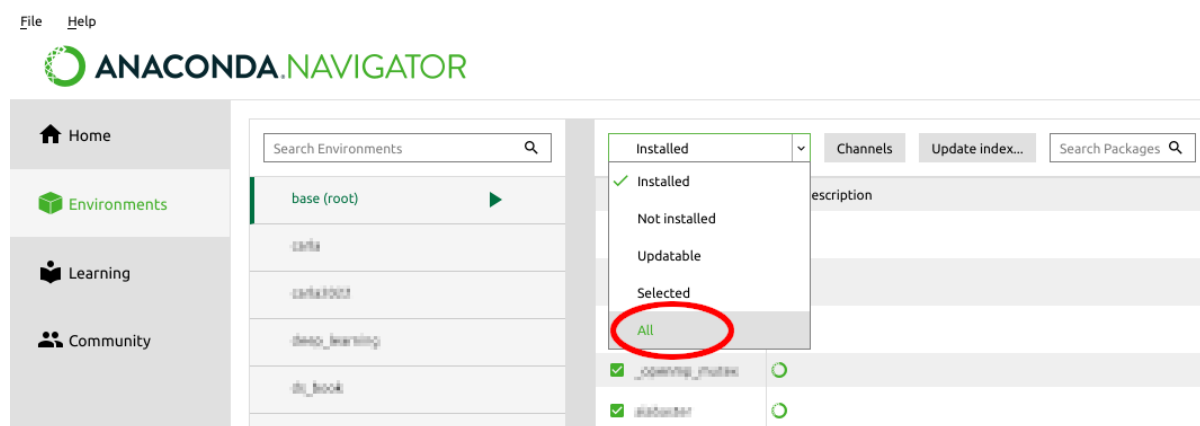 File Help
ANACONDA.NAVIGATOR
Home
Environments
Learning
Community
Search Environments
base (root)
Installed
Channels
Update index...
Search Packages
Installed
Not installed
Updatable
Selected
All
escription